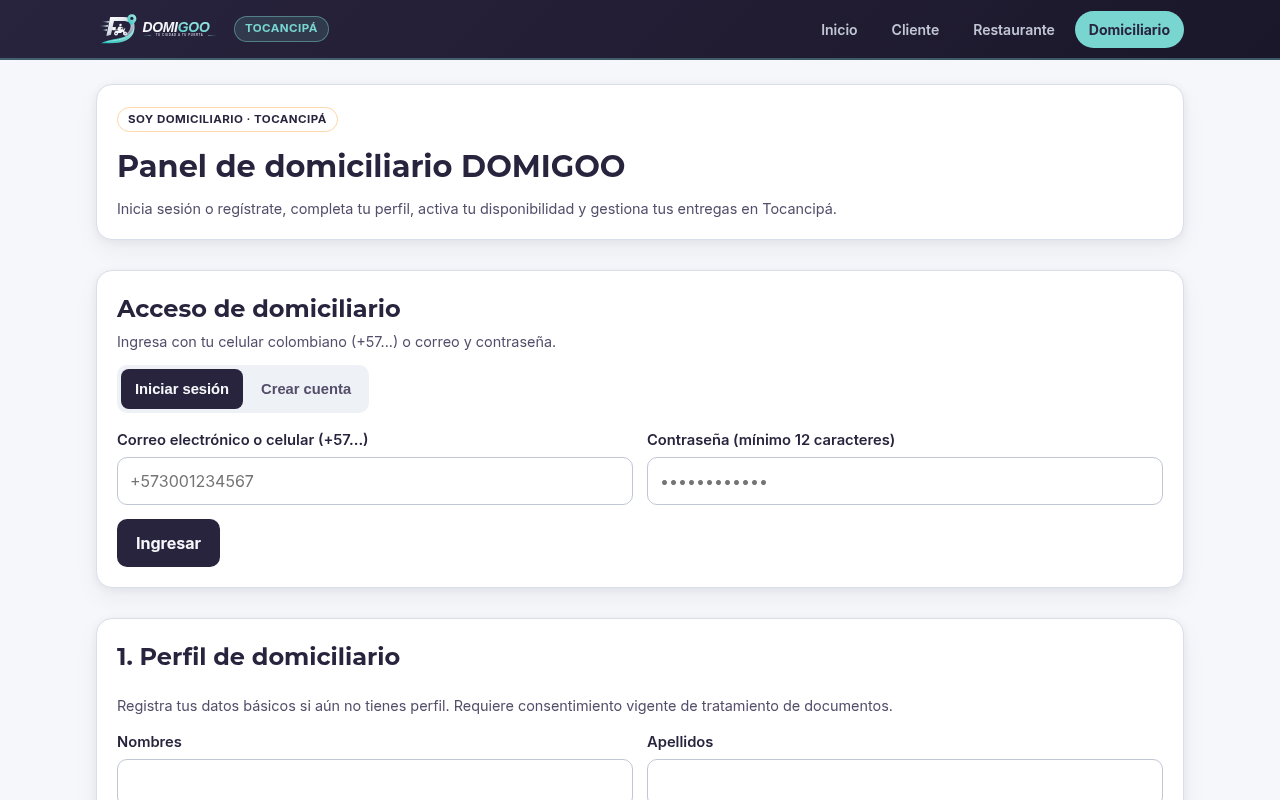 DOMIGOO
TOCANCIPÁ
Inicio
Cliente
Restaurante
Domiciliario
SOY DOMICILIARIO · TOCANCIPÁ
Panel de domiciliario DOMIGOO
Inicia sesión o regístrate, completa tu perfil, activa tu disponibilidad y gestiona tus entregas en Tocancipá.
Acceso de domiciliario
Ingresa con tu celular colombiano (+57...) o correo y contraseña.
Iniciar sesión
Crear cuenta
Correo electrónico o celular (+57...)
Contraseña (mínimo 12 caracteres)
+573001234567
••••••••••••
Ingresar
1. Perfil de domiciliario
Registra tus datos básicos si aún no tienes perfil. Requiere consentimiento vigente de tratamiento de documentos.
Nombres
Apellidos